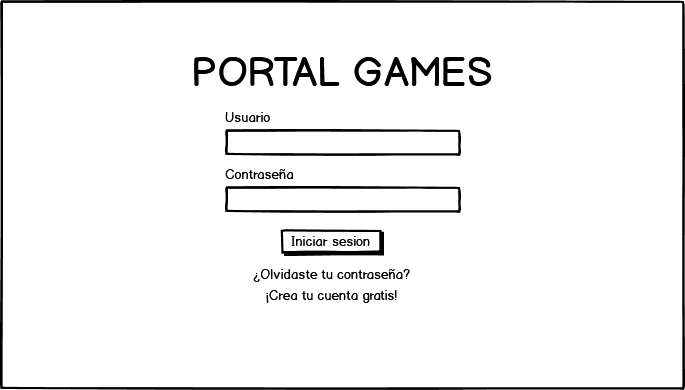 PORTAL GAMES
Usuario
Contraseña
Iniciar sesion
¿Olvidaste tu contraseña?
¡Crea tu cuenta gratis!